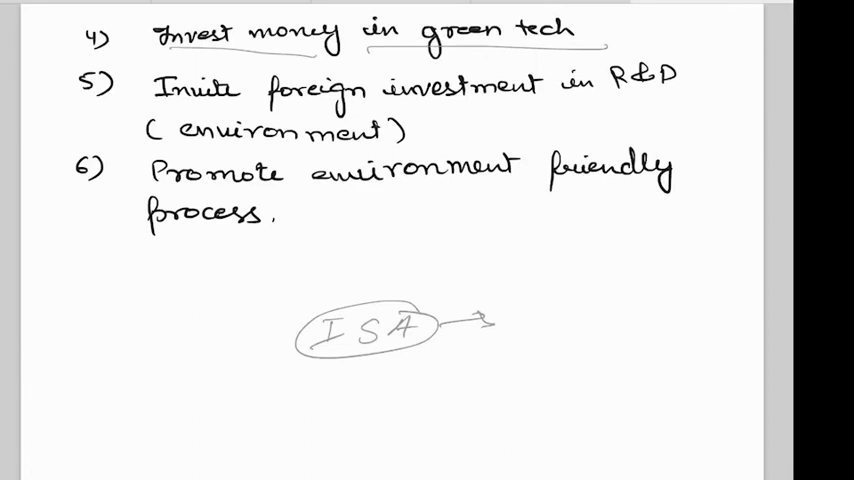 4) Invest money in green tech
5) Invite foreign investment in R&D
(environment)
6) Promote environment friendly
process.
ISA